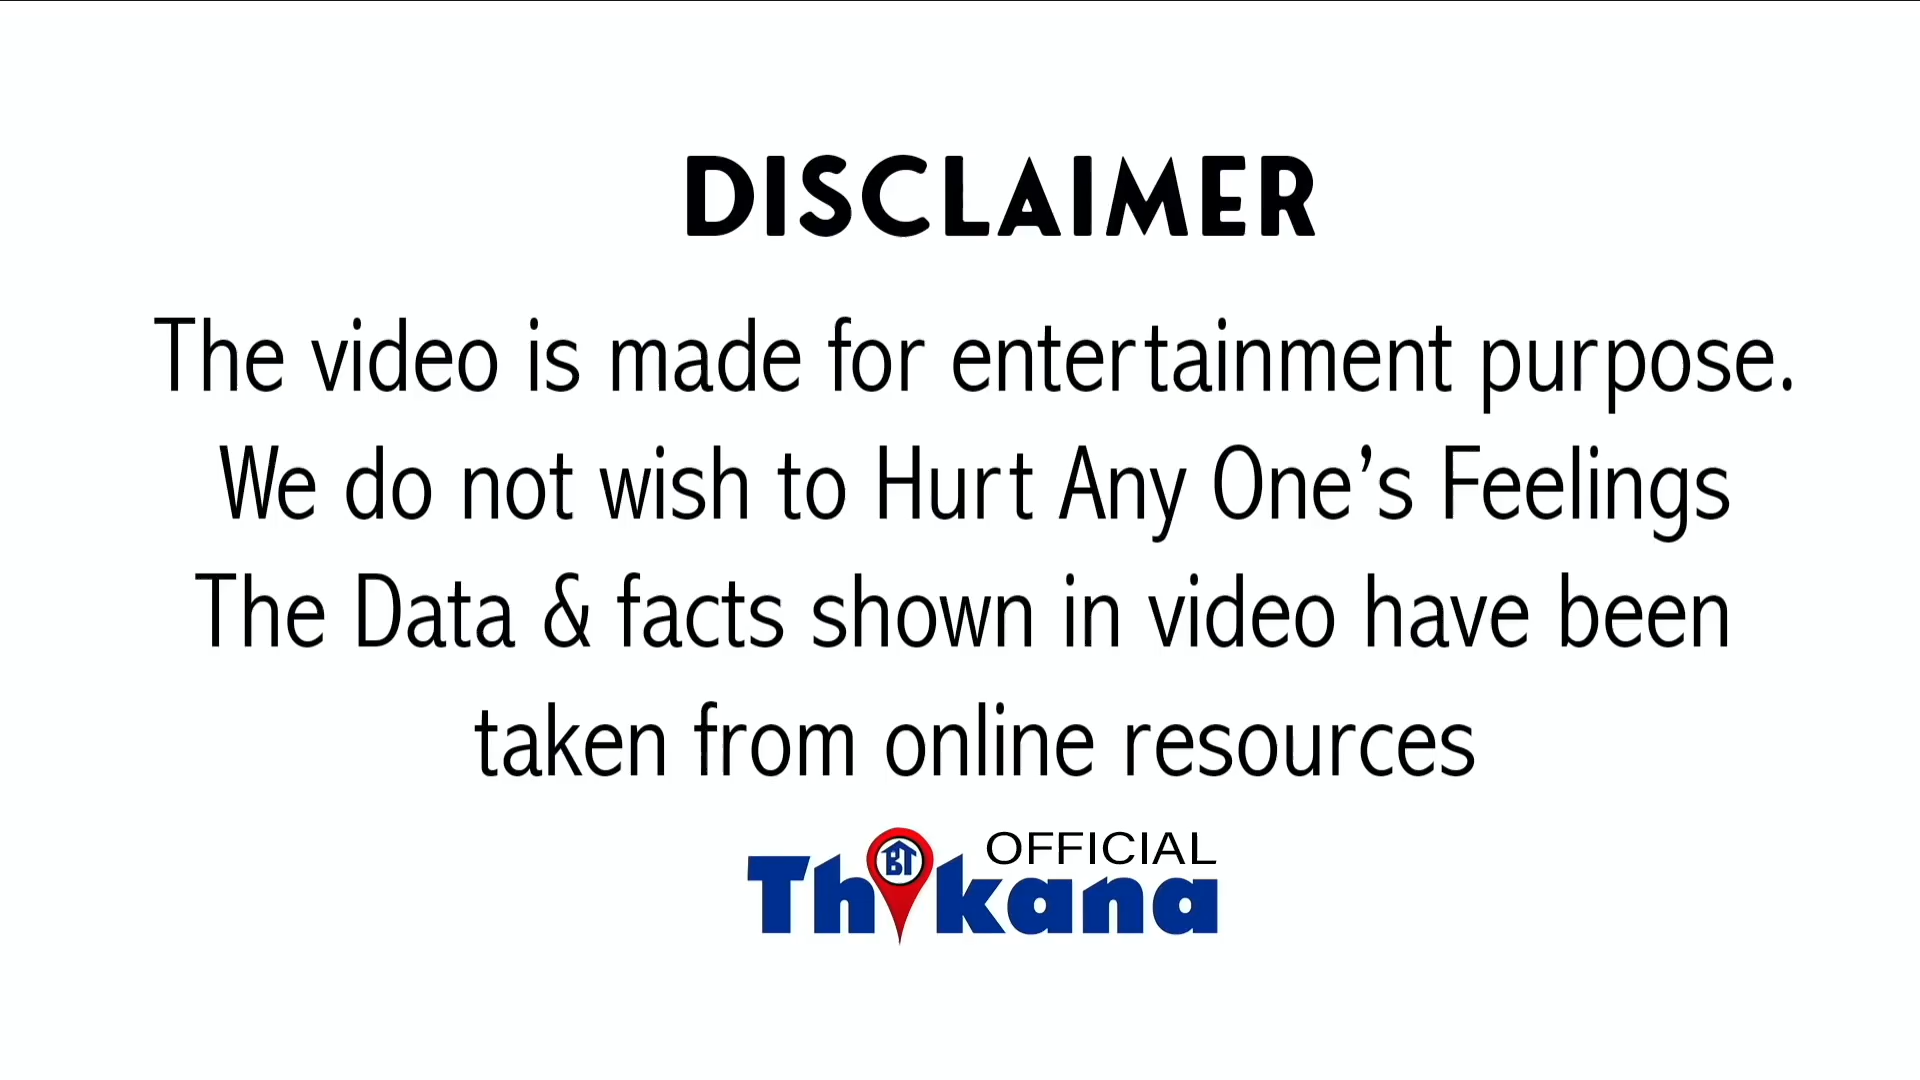 DISCLAIMER
The video is made for entertainment purpose.
We do not wish to Hurt Any One’s Feelings
The Data & facts shown in video have been
taken from online resources
OFFICIAL
BT
Thikana